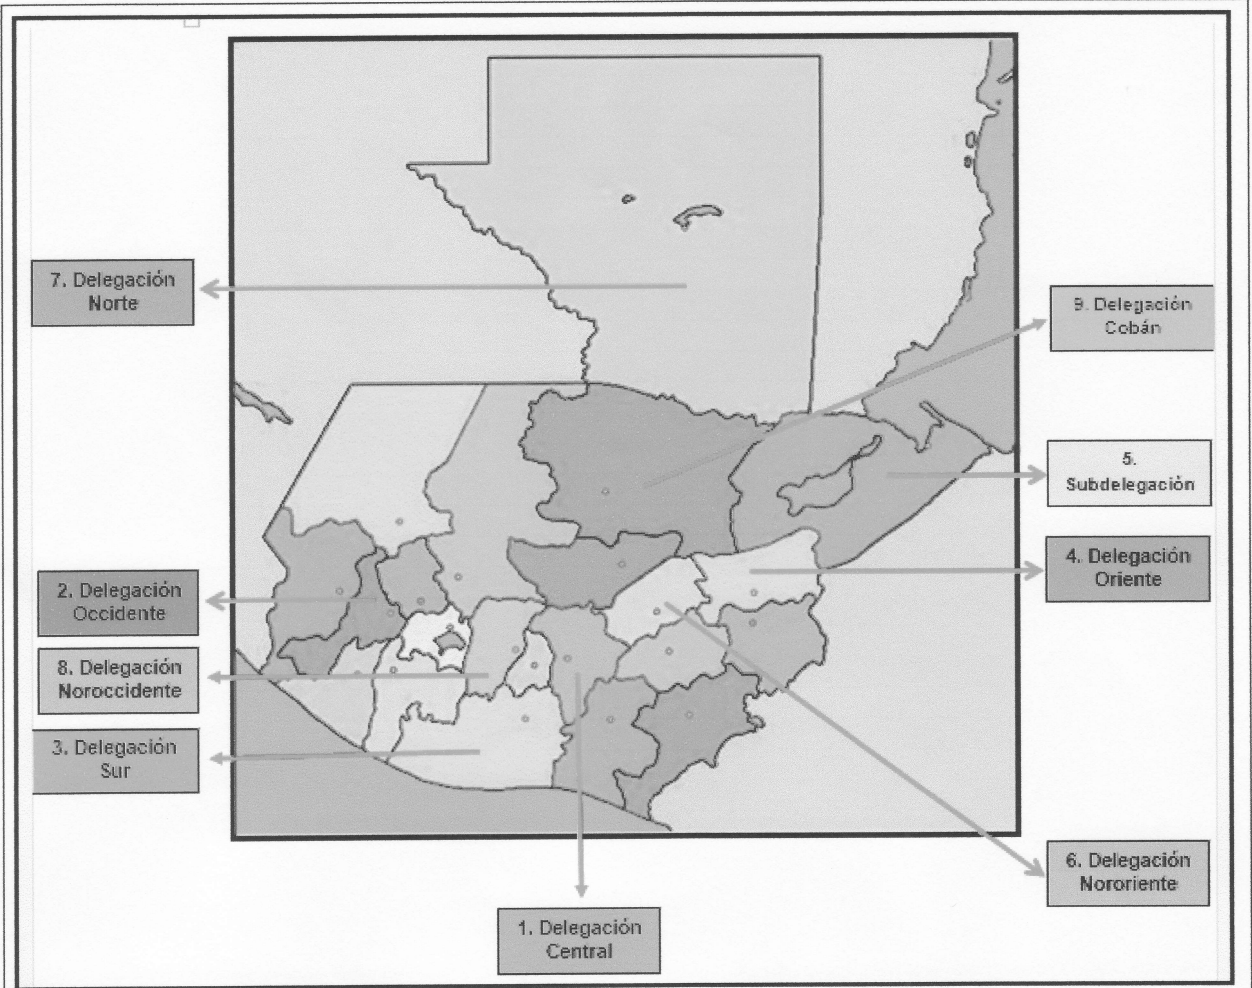 7. Delegación
Norte
9. Delegación
Cobán
5.
Subdelegación
4. Delegación
Oriente
2. Delegación
Occidente
8. Delegación
Noroccidente
3. Delegación
Sur
6. Delegación
Nororiente
1. Delegación
Central